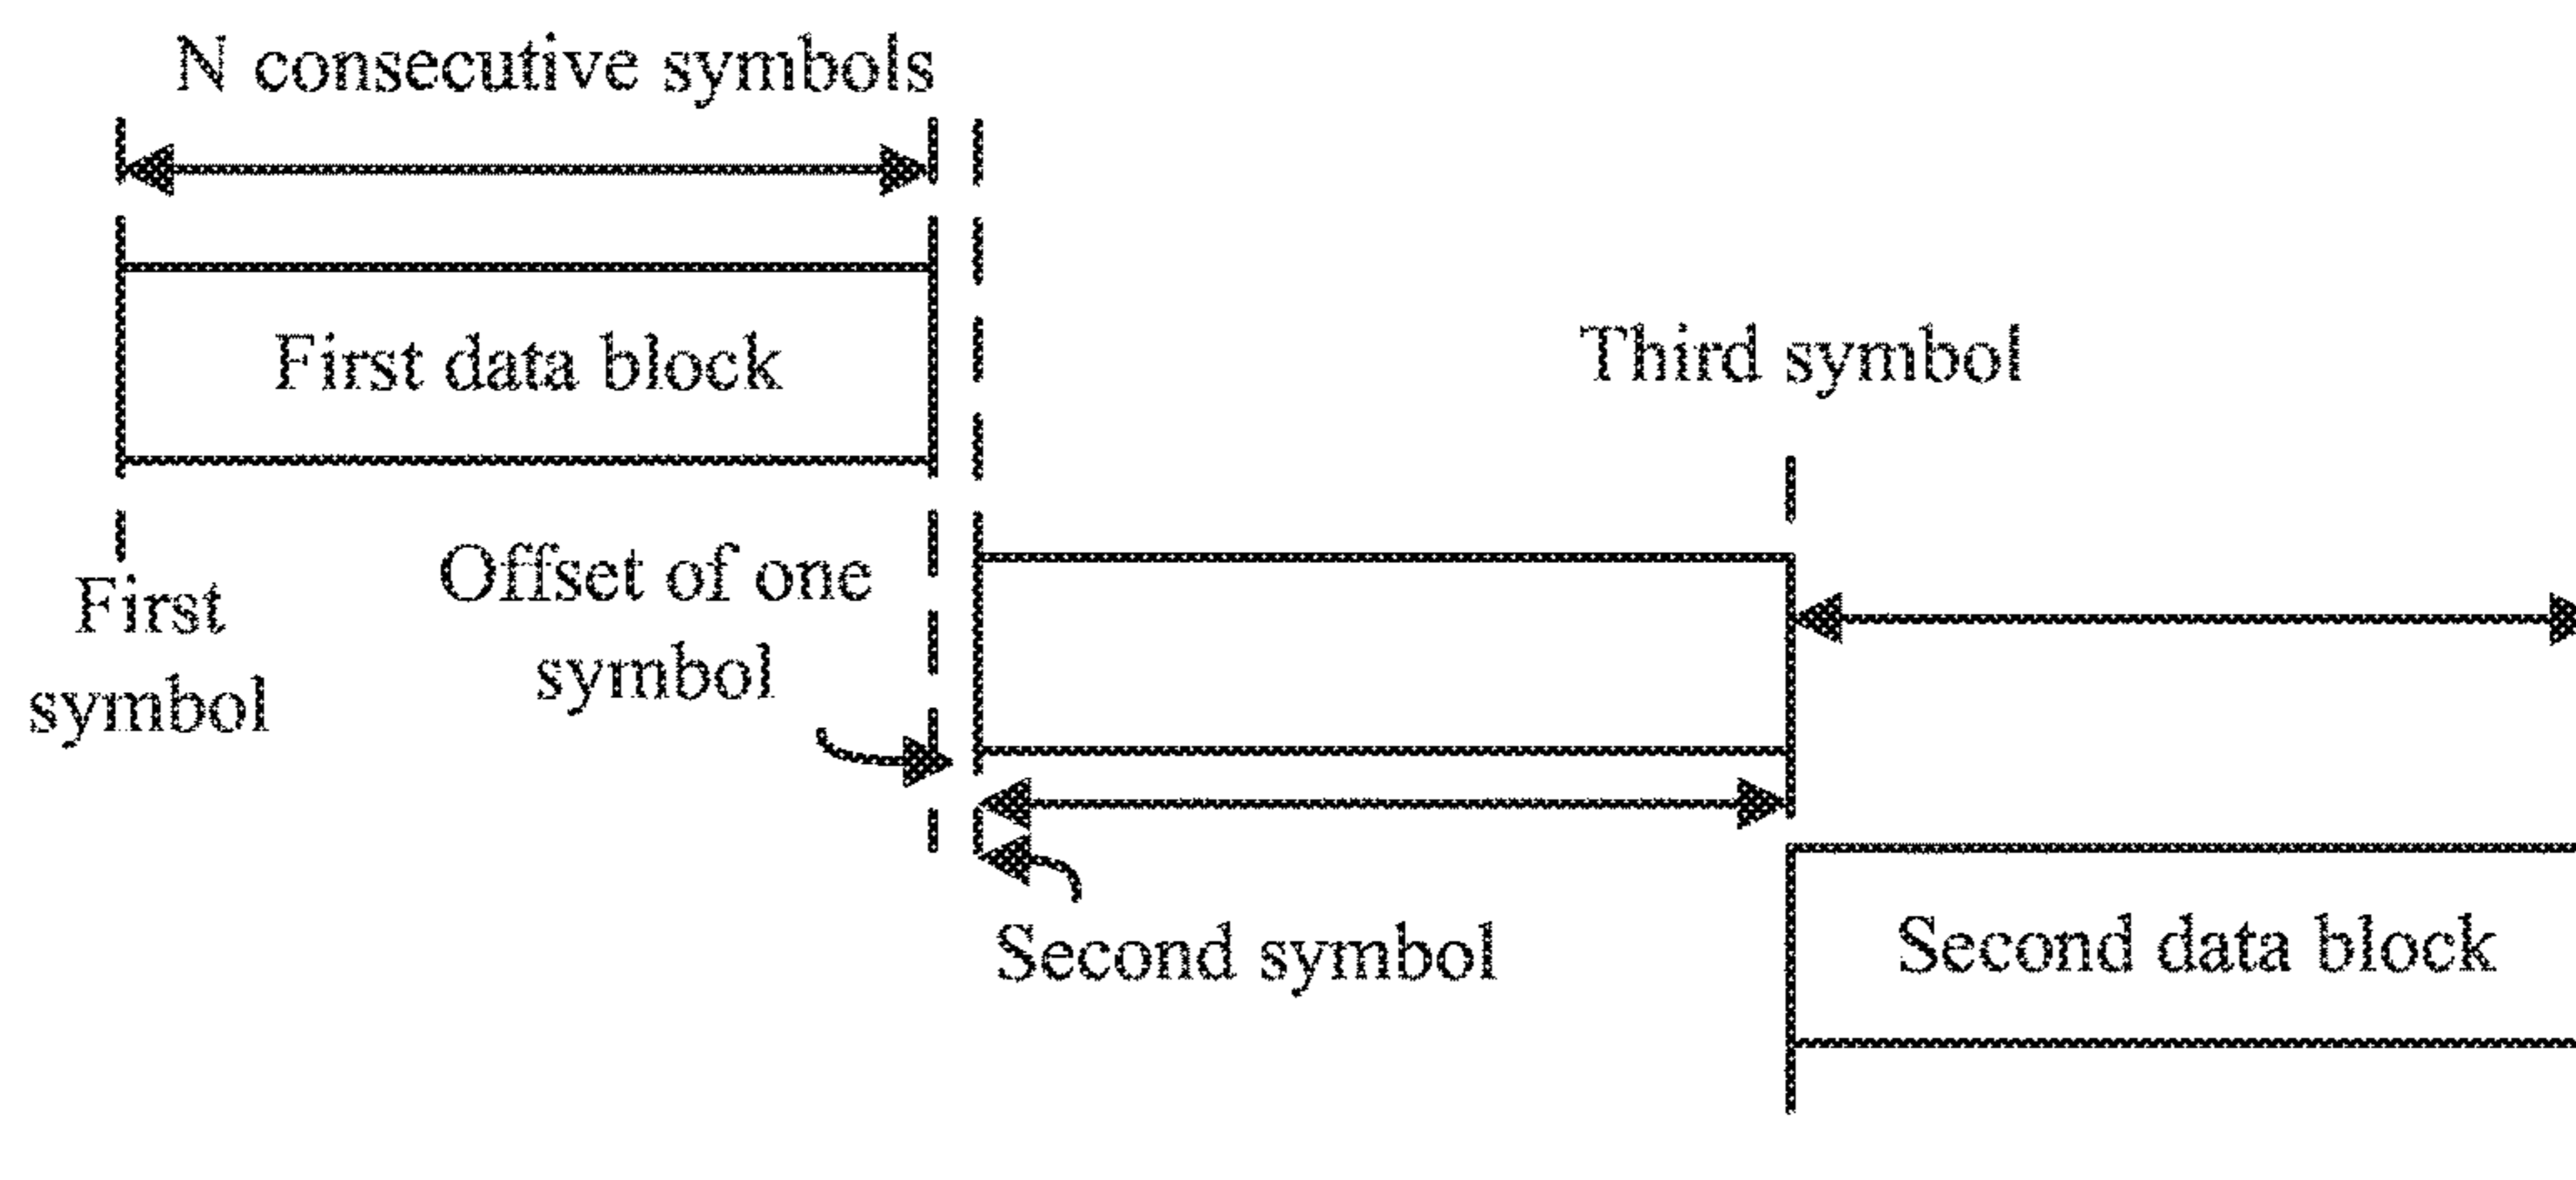 N consecutive symbols
First data block
Third symbol
Offset of one
symbol
First
symbol
Second symbol
Second data block